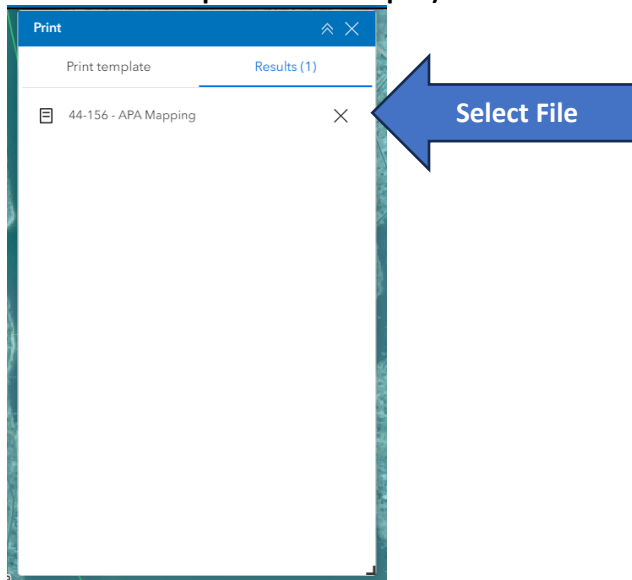 Print
Print template Results (1)
44-156 - APA Mapping
Select File